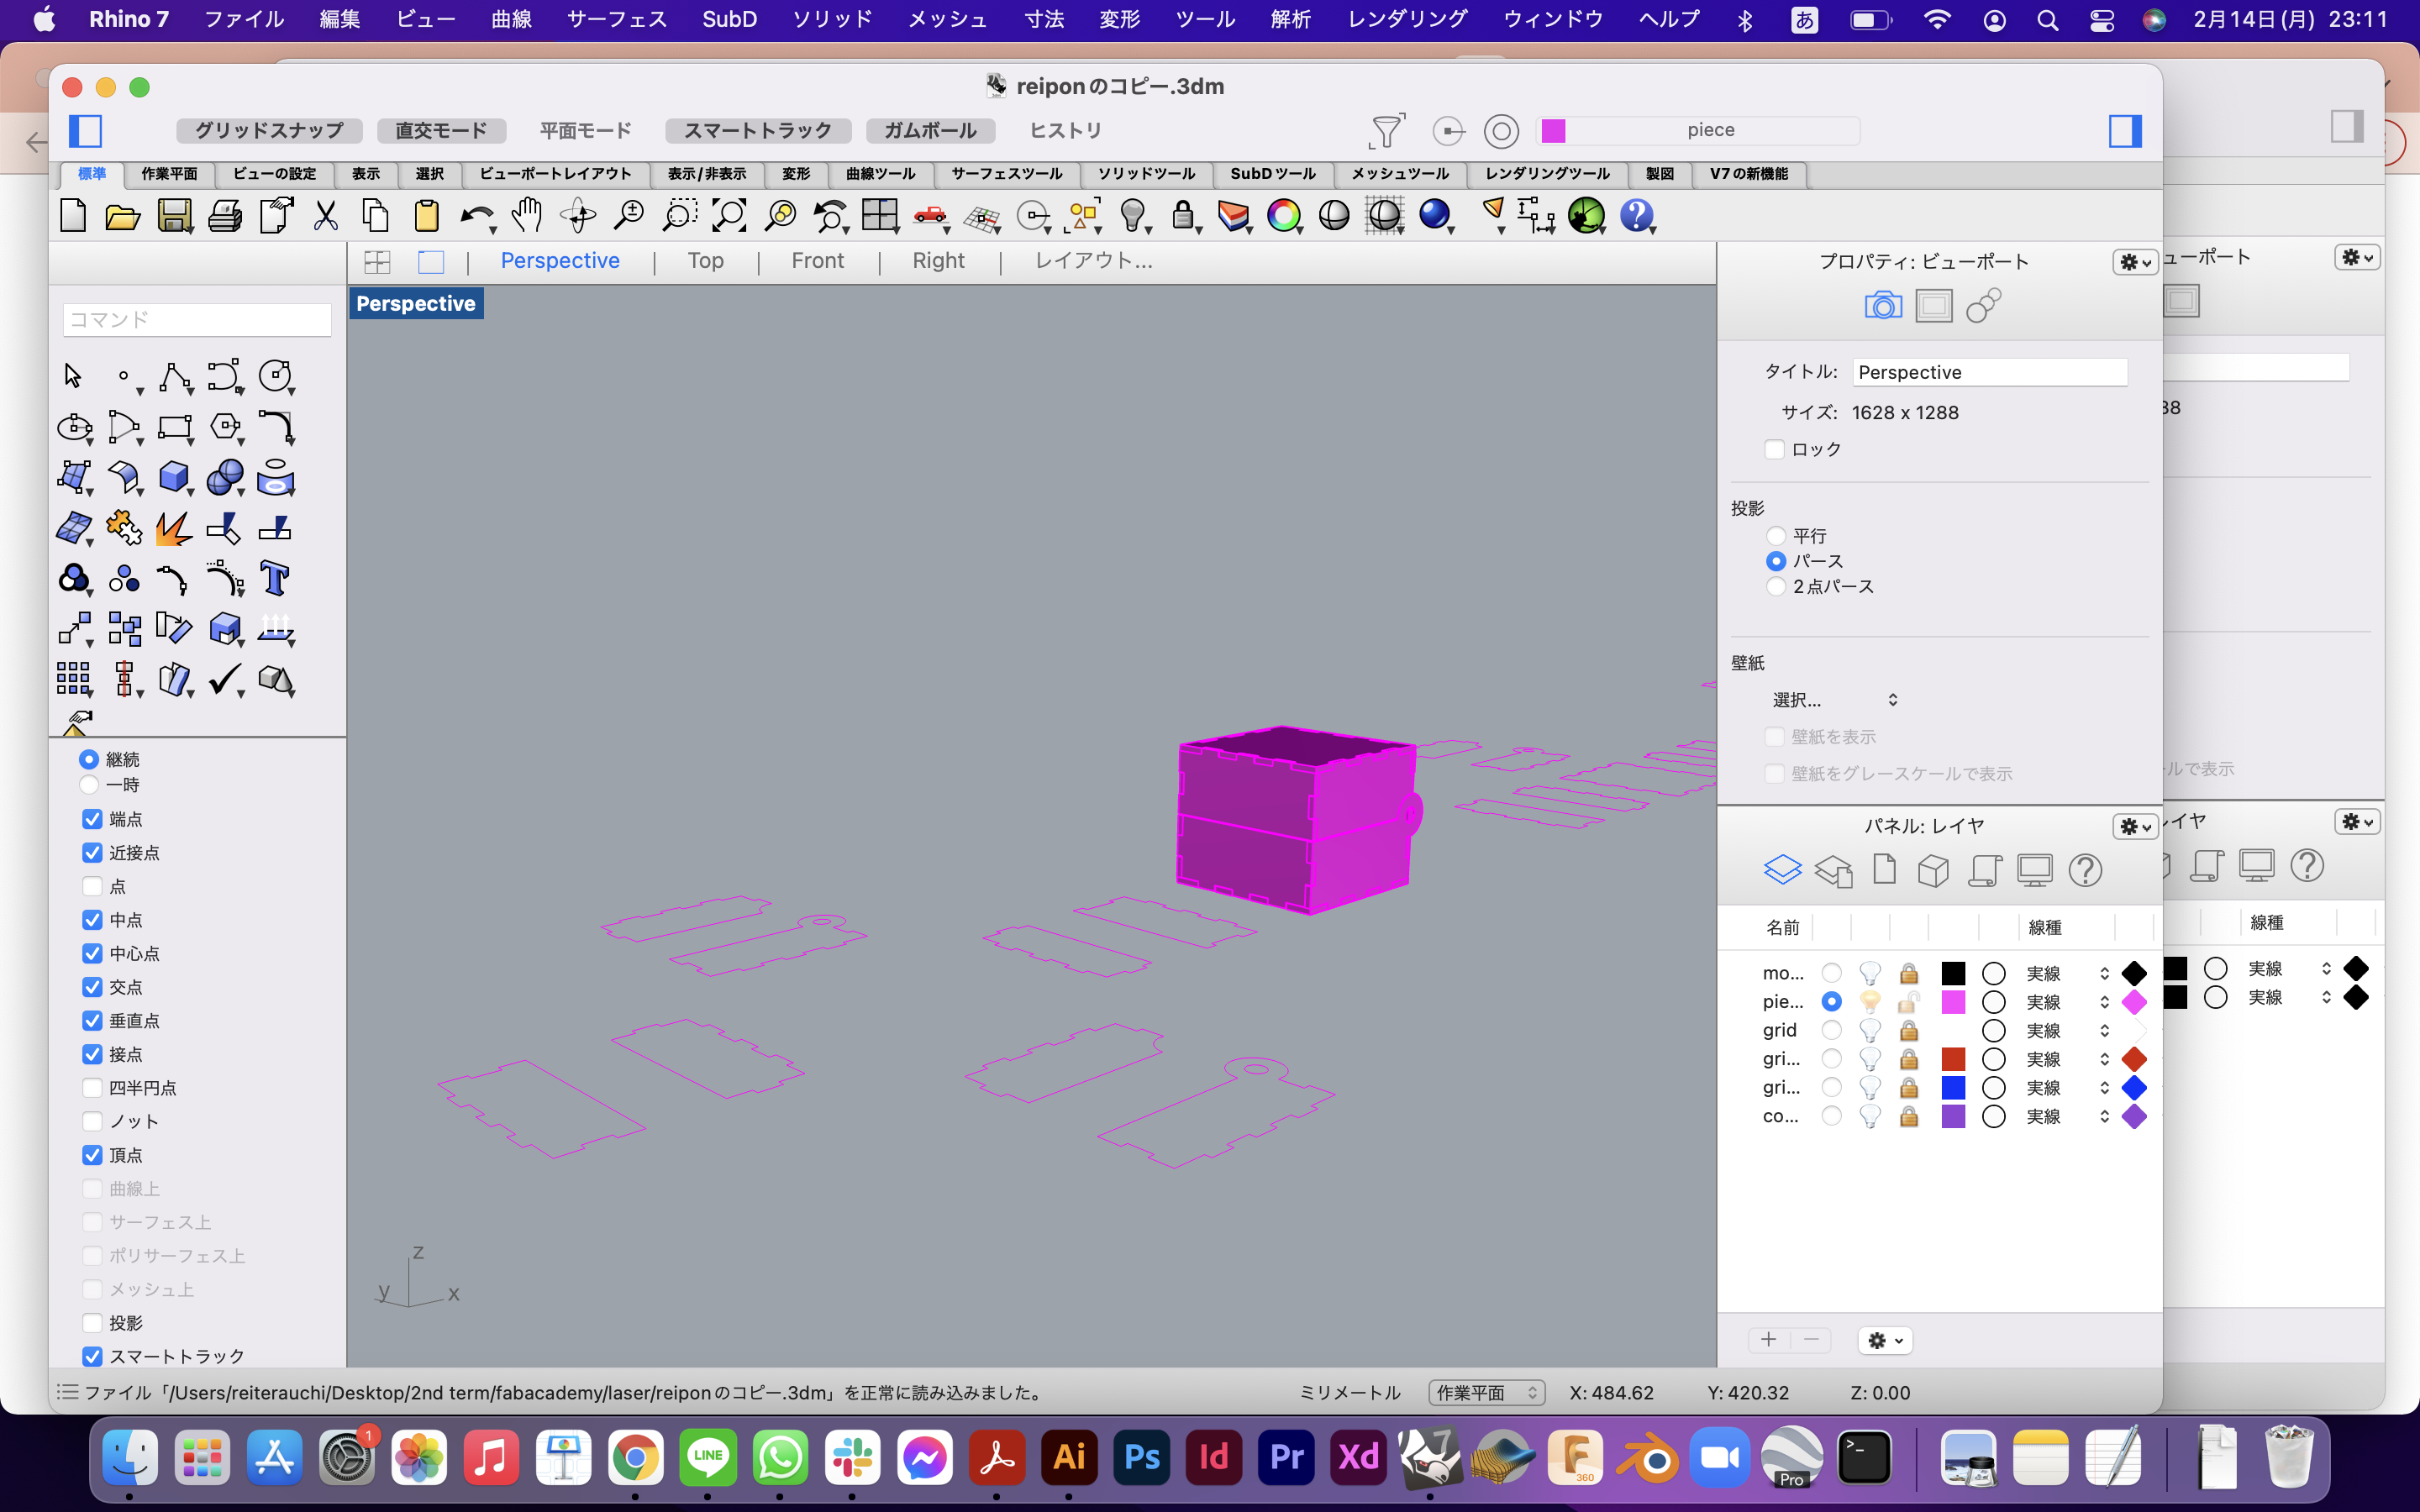 Rhino 7 ファイル 編集 ビュー 曲線 サーフェス SubD ソリッド メッシュ 寸法 変形 ツール 解析 レンダリング ウィンドウ ヘルプ あ 2月14日(月) 23:11
reiponのコピー.3dm
グリッドスナップ 直交モード 平面モード スマートトラック ガムボール ヒストリ piece
標準 作業平面 ビューの設定 表示 選択 ビューポートレイアウト 表示/非表示 変形 曲線ツール サーフェスツール ソリッドツール SubDツール メッシュツール レンダリングツール 製図 V7の新機能
Perspective Top Front Right レイアウト...
Perspective
コマンド
継続
一時
端点
近接点
点
中点
中心点
交点
垂直点
接点
四半円点
ノット
頂点
曲線上
サーフェス上
ポリサーフェス上
メッシュ上
投影
スマートトラック
z
y
x
プロパティ: ビューポート
タイトル: Perspective
サイズ: 1628 x 1288
ロック
投影
平行
パース
2点パース
壁紙
選択...
壁紙を表示
壁紙をグレースケールで表示
パネル: レイヤ
名前 線種
mo... 実線
pie... 実線
grid 実線
gri... 実線
gri... 実線
co... 実線
ューポート
88
ルで表示
イヤ
線種
実線
実線
ファイル「/Users/reiterauchi/Desktop/2nd term/fabacademy/laser/reiponのコピー.3dm」を正常に読み込みました。
ミリメートル 作業平面 X: 484.62 Y: 420.32 Z: 0.00
1
LINE
Ai
Ps
Id
Pr
Xd
7
F
360
Pro
>_